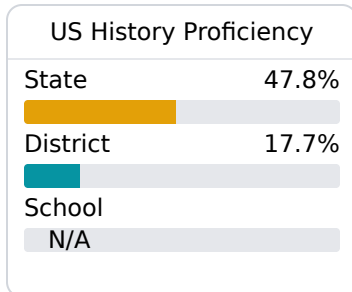 US History Proficiency
State 47.8%
District 17.7%
School
N/A